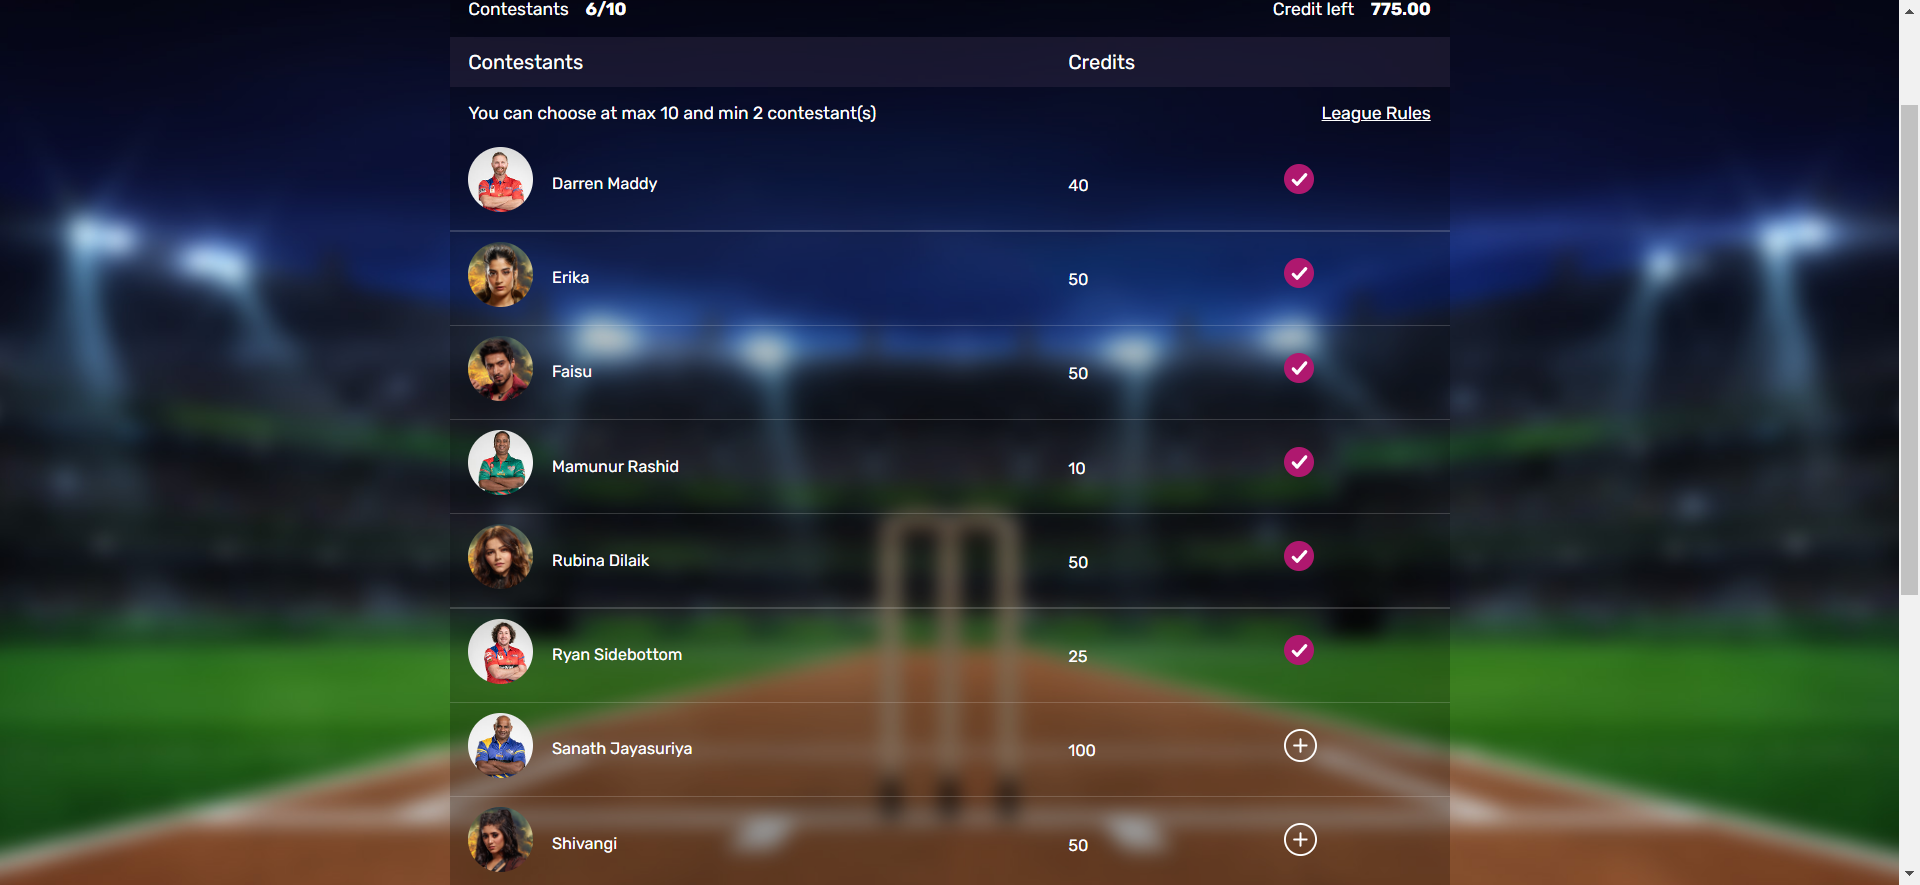 Contestants 6/10 Credit left 775.00
Contestants Credits
You can choose at max 10 and min 2 contestant(s) League Rules
Darren Maddy 40
Erika 50
Faisu 50
Mamunur Rashid 10
Rubina Dilaik 50
Ryan Sidebottom 25
Sanath Jayasuriya 100
Shivangi 50